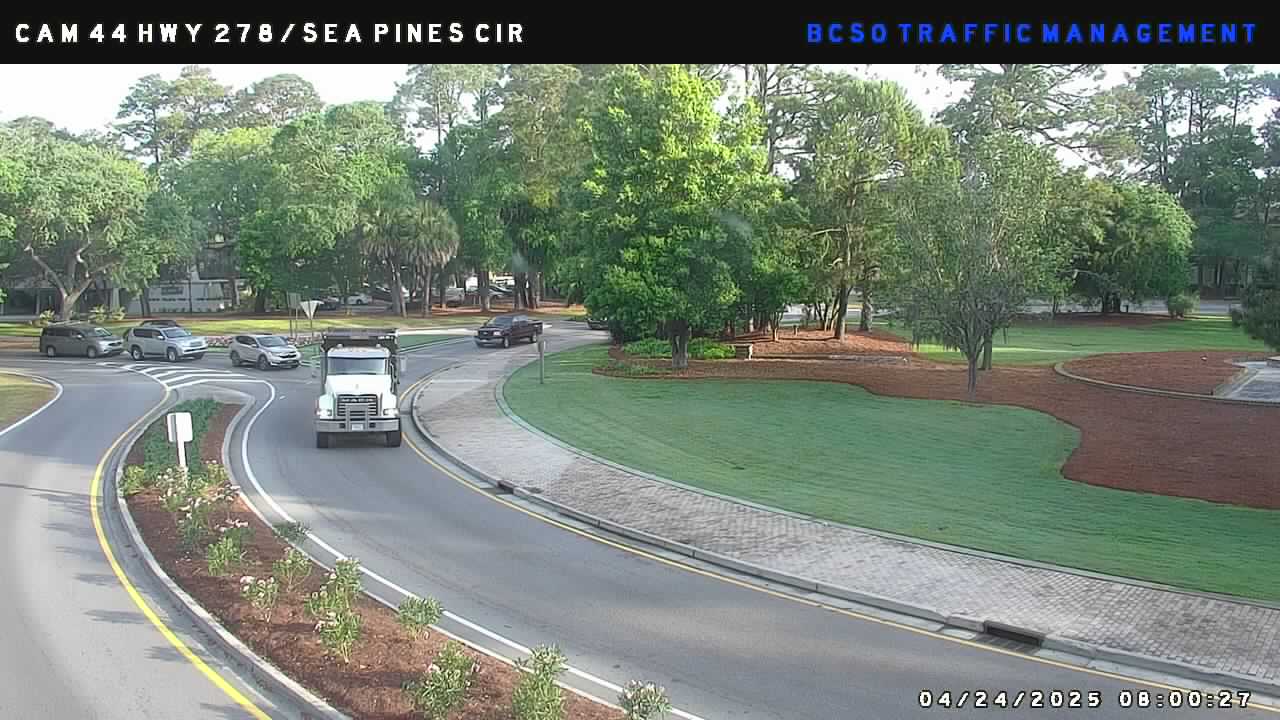 CAM 44 HWY 278/SEA PINES CIR
BCSO TRAFFIC MANAGEMENT
04/24/2025 08:00:27